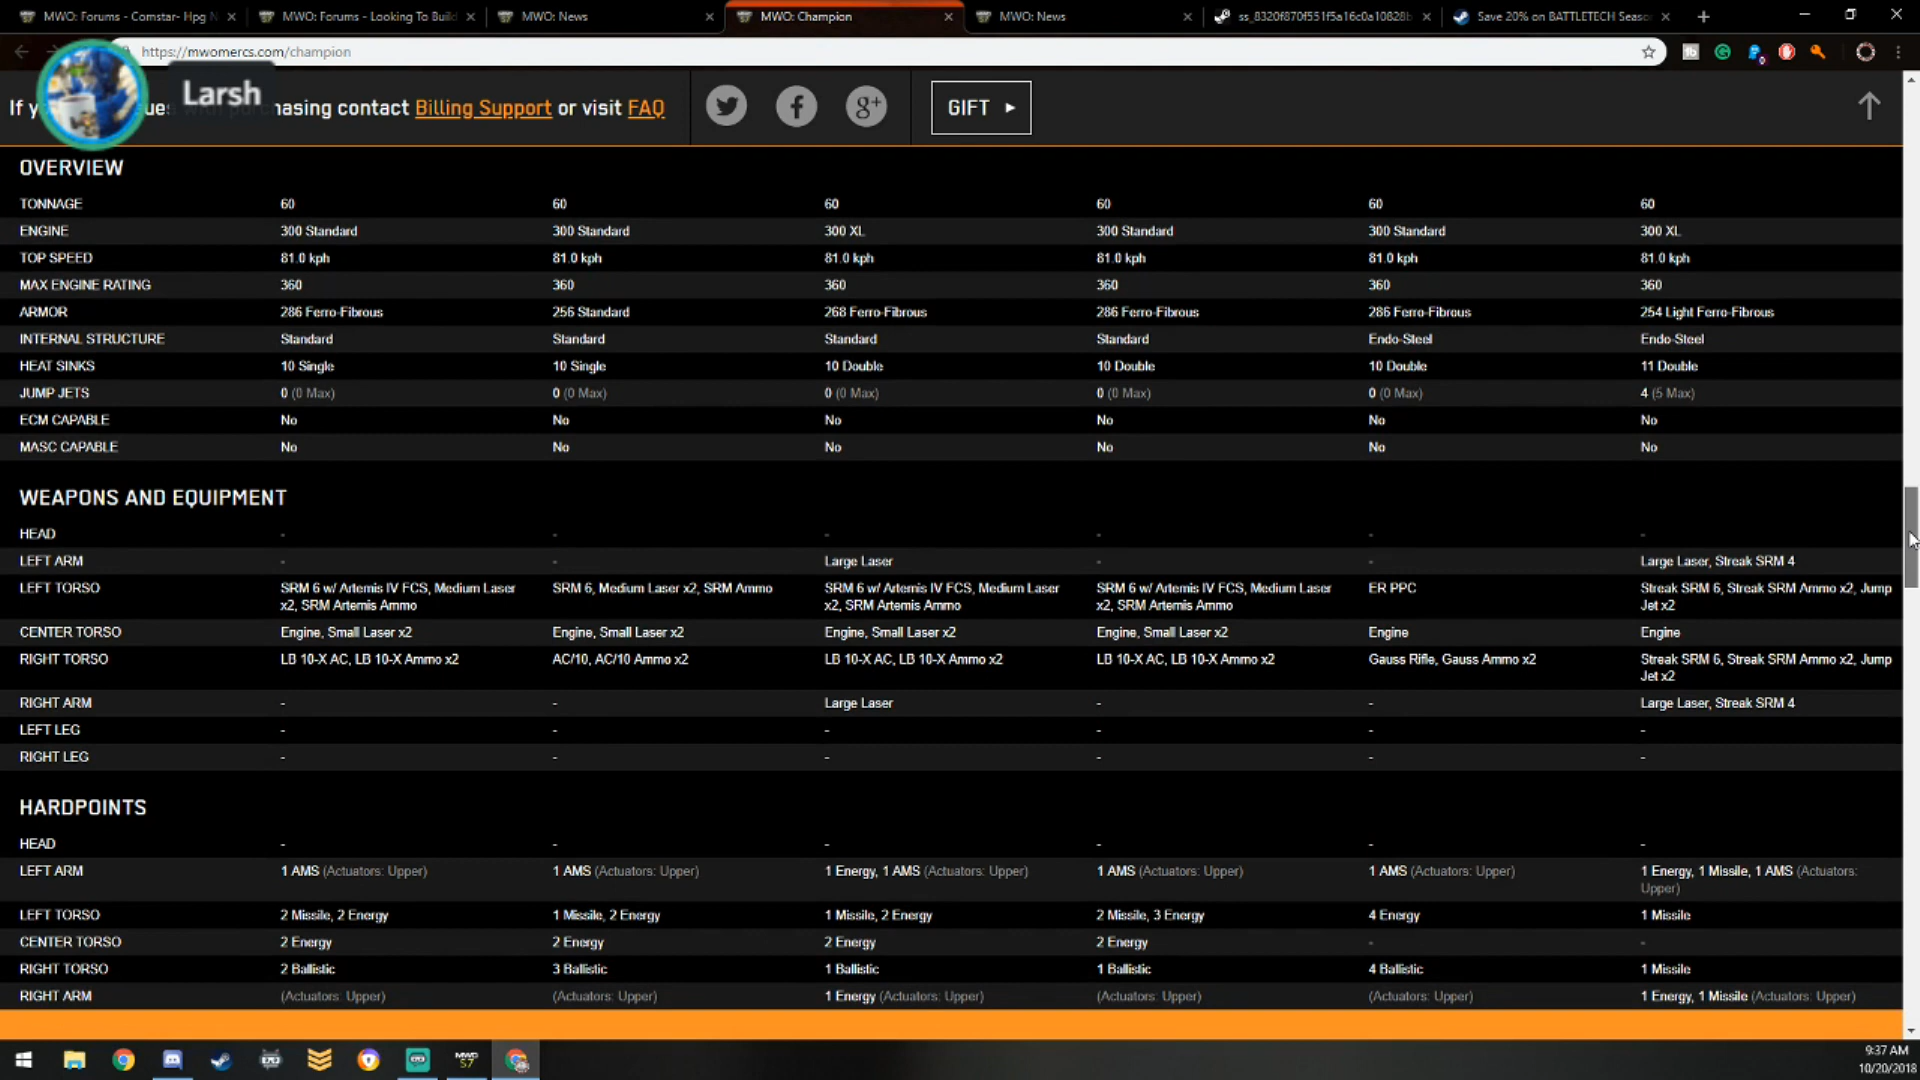 MWO: Forums - Comstar- Hpg N
MWO: Forums - Looking To Build
MWO: News
MWO: Champion
MWO: News
ss_8320f870f551f5a16c0a10828b
Save 20% on BATTLETECH Seaso
https://mwomercs.com/champion
Larsh
If y ues purchasing contact Billing Support or visit FAQ
GIFT
OVERVIEW
TONNAGE 60 60 60 60 60 60
ENGINE 300 Standard 300 Standard 300 XL 300 Standard 300 Standard 300 XL
TOP SPEED 81.0 kph 81.0 kph 81.0 kph 81.0 kph 81.0 kph 81.0 kph
MAX ENGINE RATING 360 360 360 360 360 360
ARMOR 286 Ferro-Fibrous 256 Standard 268 Ferro-Fibrous 286 Ferro-Fibrous 286 Ferro-Fibrous 254 Light Ferro-Fibrous
INTERNAL STRUCTURE Standard Standard Standard Standard Endo-Steel Endo-Steel
HEAT SINKS 10 Single 10 Single 10 Double 10 Double 10 Double 11 Double
JUMP JETS 0 (0 Max) 0 (0 Max) 0 (0 Max) 0 (0 Max) 0 (0 Max) 4 (5 Max)
ECM CAPABLE No No No No No No
MASC CAPABLE No No No No No No
WEAPONS AND EQUIPMENT
HEAD - - - - - -
LEFT ARM - - Large Laser - - Large Laser, Streak SRM 4
LEFT TORSO SRM 6 w/ Artemis IV FCS, Medium Laser SRM 6, Medium Laser x2, SRM Ammo SRM 6 w/ Artemis IV FCS, Medium Laser SRM 6 w/ Artemis IV FCS, Medium Laser ER PPC Streak SRM 6, Streak SRM Ammo x2, Jump
x2, SRM Artemis Ammo x2, SRM Artemis Ammo x2, SRM Artemis Ammo Jet x2
CENTER TORSO Engine, Small Laser x2 Engine, Small Laser x2 Engine, Small Laser x2 Engine, Small Laser x2 Engine Engine
RIGHT TORSO LB 10-X AC, LB 10-X Ammo x2 AC/10, AC/10 Ammo x2 LB 10-X AC, LB 10-X Ammo x2 LB 10-X AC, LB 10-X Ammo x2 Gauss Rifle, Gauss Ammo x2 Streak SRM 6, Streak SRM Ammo x2, Jump
Jet x2
RIGHT ARM - - Large Laser - - Large Laser, Streak SRM 4
LEFT LEG - - - - - -
RIGHT LEG - - - - - -
HARDPOINTS
HEAD - - - - - -
LEFT ARM 1 AMS (Actuators: Upper) 1 AMS (Actuators: Upper) 1 Energy, 1 AMS (Actuators: Upper) 1 AMS (Actuators: Upper) 1 AMS (Actuators: Upper) 1 Energy, 1 Missile, 1 AMS (Actuators:
Upper)
LEFT TORSO 2 Missile, 2 Energy 1 Missile, 2 Energy 1 Missile, 2 Energy 2 Missile, 3 Energy 4 Energy 1 Missile
CENTER TORSO 2 Energy 2 Energy 2 Energy 2 Energy - -
RIGHT TORSO 2 Ballistic 3 Ballistic 1 Ballistic 1 Ballistic 4 Ballistic 1 Missile
RIGHT ARM (Actuators: Upper) (Actuators: Upper) 1 Energy (Actuators: Upper) (Actuators: Upper) (Actuators: Upper) 1 Energy, 1 Missile (Actuators: Upper)
9:37 AM
10/20/2018